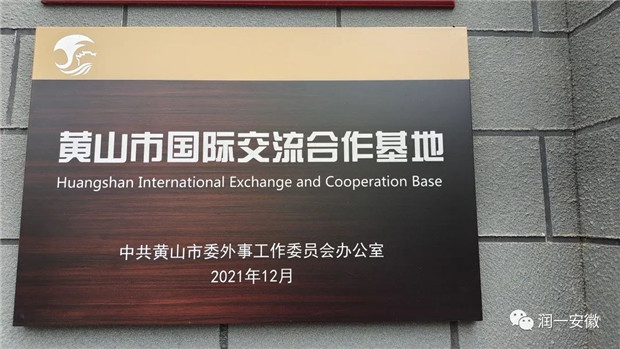 黄山市国际交流合作基地
Huangshan International Exchange and Cooperation Base
中共黄山市委外事工作委员会办公室
2021年12月
润一安徽